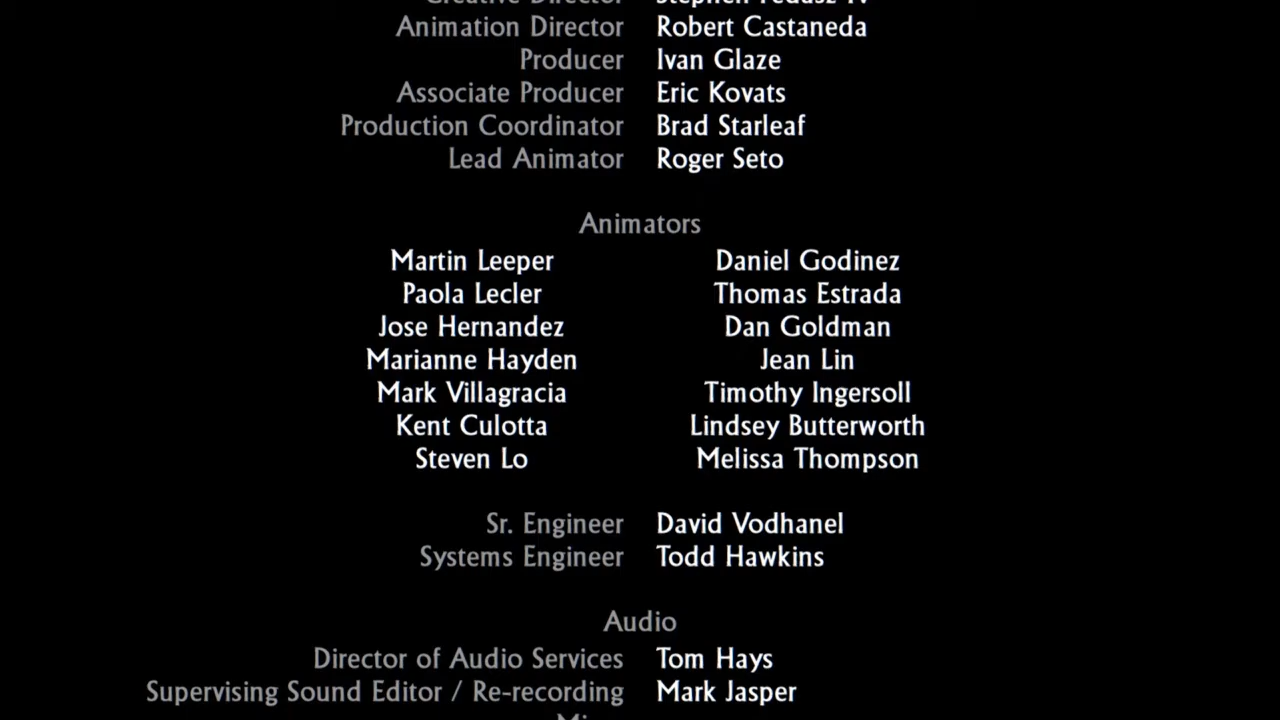 Animation Director Robert Castaneda
Producer Ivan Glaze
Associate Producer Eric Kovats
Production Coordinator Brad Starleaf
Lead Animator Roger Seto
Animators
Martin Leeper Daniel Godinez
Paola Lecler Thomas Estrada
Jose Hernandez Dan Goldman
Marianne Hayden Jean Lin
Mark Villagracia Timothy Ingersoll
Kent Culotta Lindsey Butterworth
Steven Lo Melissa Thompson
Sr. Engineer David Vodhanel
Systems Engineer Todd Hawkins
Audio
Director of Audio Services Tom Hays
Supervising Sound Editor / Re-recording Mark Jasper